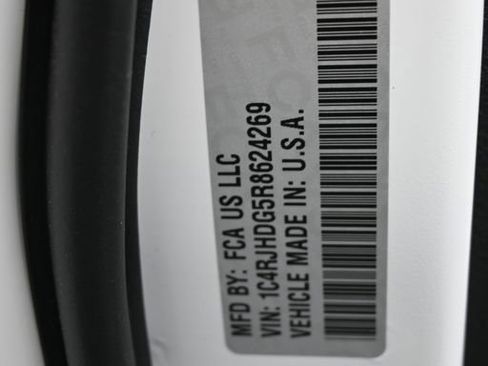 MFD BY: FCA US LLC
VIN: 1C4RJHDG5R8624269
VEHICLE MADE IN: U.S.A.